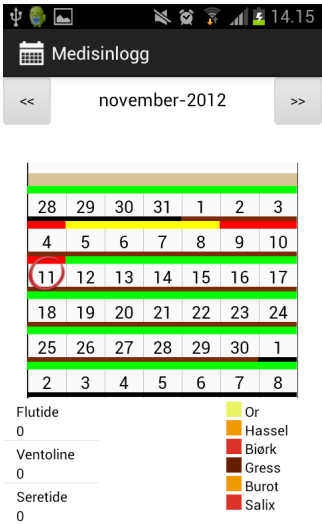 14.15
Medisinlogg
<< november-2012 >>
28 29 30 31 1 2 3
4 5 6 7 8 9 10
11 12 13 14 15 16 17
18 19 20 21 22 23 24
25 26 27 28 29 30 1
2 3 4 5 6 7 8
Flutide
0
Ventoline
0
Seretide
0
Or
Hassel
Biørk
Gress
Burot
Salix